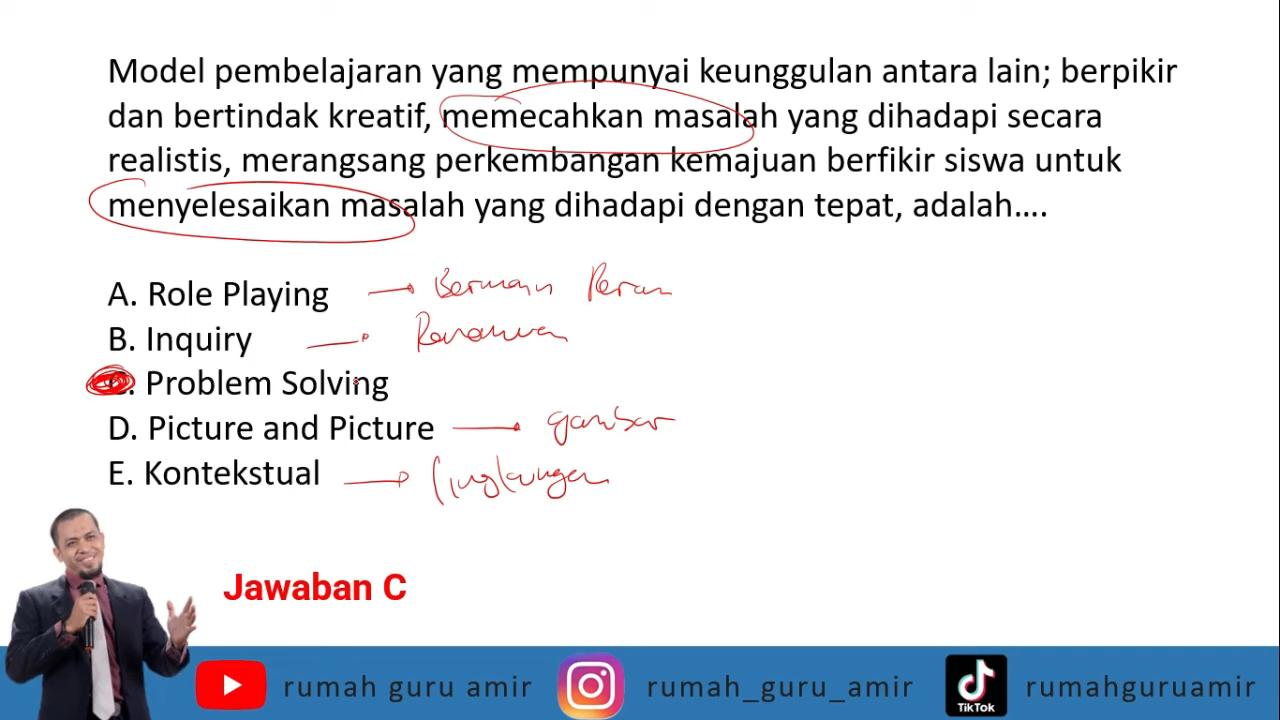 Model pembelajaran yang mempunyai keunggulan antara lain; berpikir
dan bertindak kreatif, memecahkan masalah yang dihadapi secara
realistis, merangsang perkembangan kemajuan berfikir siswa untuk
menyelesaikan masalah yang dihadapi dengan tepat, adalah....
A. Role Playing Bermain Peran
B. Inquiry
C. Problem Solving
D. Picture and Picture gambar
E. Kontekstual lingkungan
Jawaban C
rumah guru amir rumah_guru_amir TikTok rumahguruamir